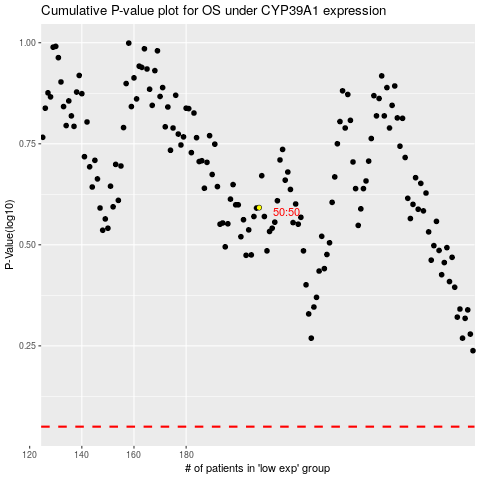 Cumulative P-value plot for OS under CYP39A1 expression
P-Value(log10)
1.00
0.75
0.50
0.25
50:50
120 140 160 180
# of patients in 'low exp' group